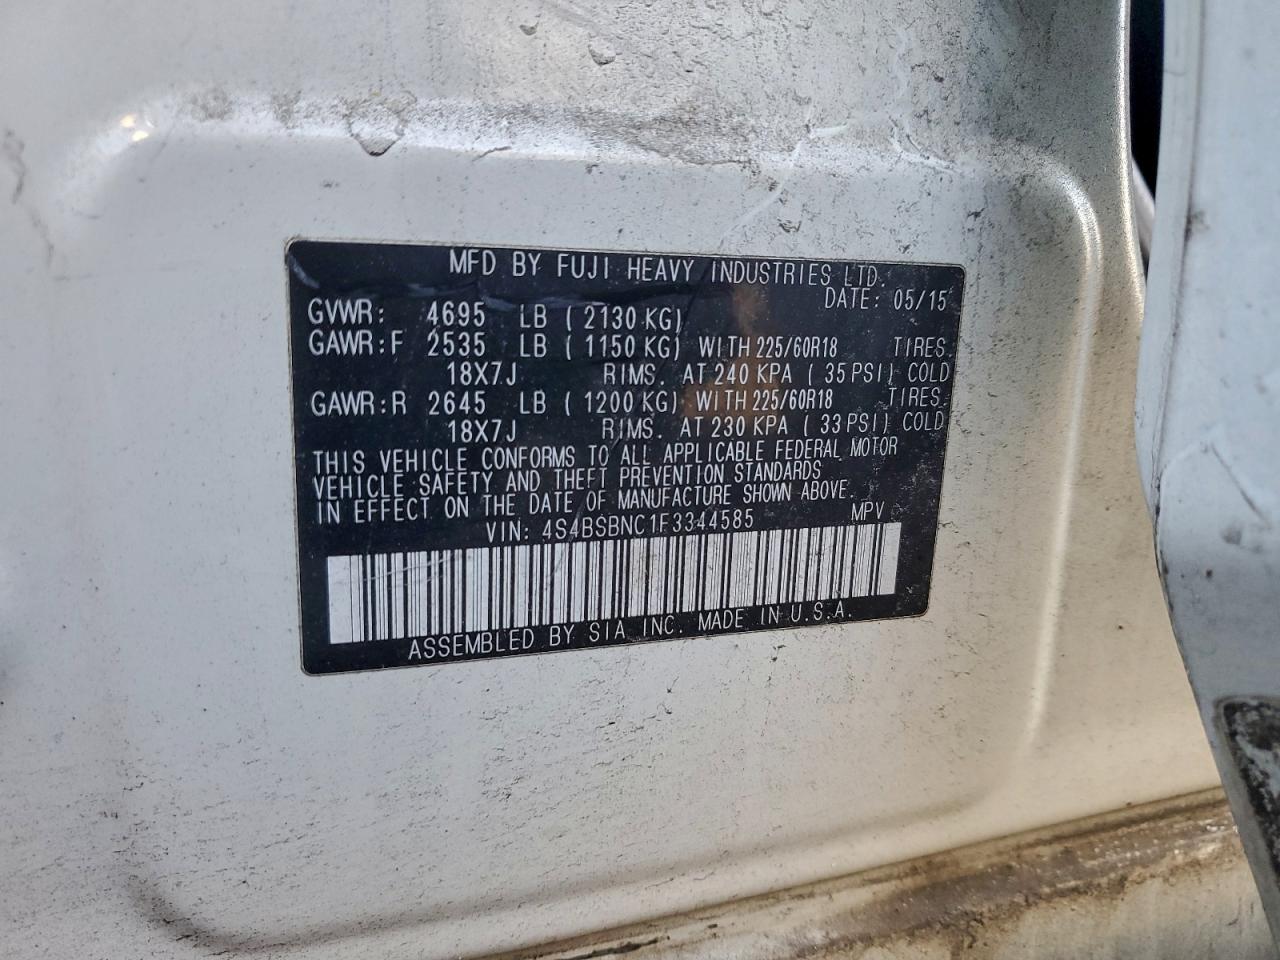 MFD BY FUJI HEAVY INDUSTRIES LTD.
DATE: 05/15
GVWR: 4695 LB (2130 KG)
GAWR:F 2535 LB (1150 KG) WITH 225/60R18 TIRES.
18X7J RIMS. AT 240 KPA (35 PSI) COLD
GAWR:R 2645 LB (1200 KG) WITH 225/60R18 TIRES.
18X7J RIMS. AT 230 KPA (33 PSI) COLD
THIS VEHICLE CONFORMS TO ALL APPLICABLE FEDERAL MOTOR
VEHICLE SAFETY AND THEFT PREVENTION STANDARDS
IN EFFECT ON THE DATE OF MANUFACTURE SHOWN ABOVE.
VIN: 4S4BSBNC1F3344585 MPV
ASSEMBLED BY SIA INC. MADE IN U.S.A.